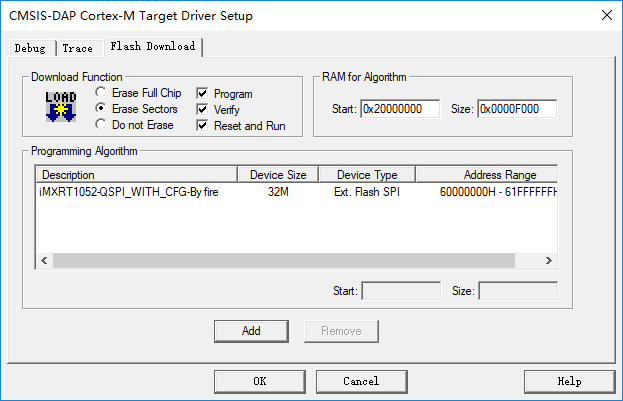 CMSIS-DAP Cortex-M Target Driver Setup
Debug Trace Flash Download
Download Function
LOAD
Erase Full Chip
Erase Sectors
Do not Erase
Program
Verify
Reset and Run
RAM for Algorithm
Start: 0x20000000 Size: 0x0000F000
Programming Algorithm
Description Device Size Device Type Address Range
iMXRT1052-QSPI_WITH_CFG-By fire 32M Ext. Flash SPI 60000000H - 61FFFFFFH
Start: Size:
Add Remove
OK Cancel Help